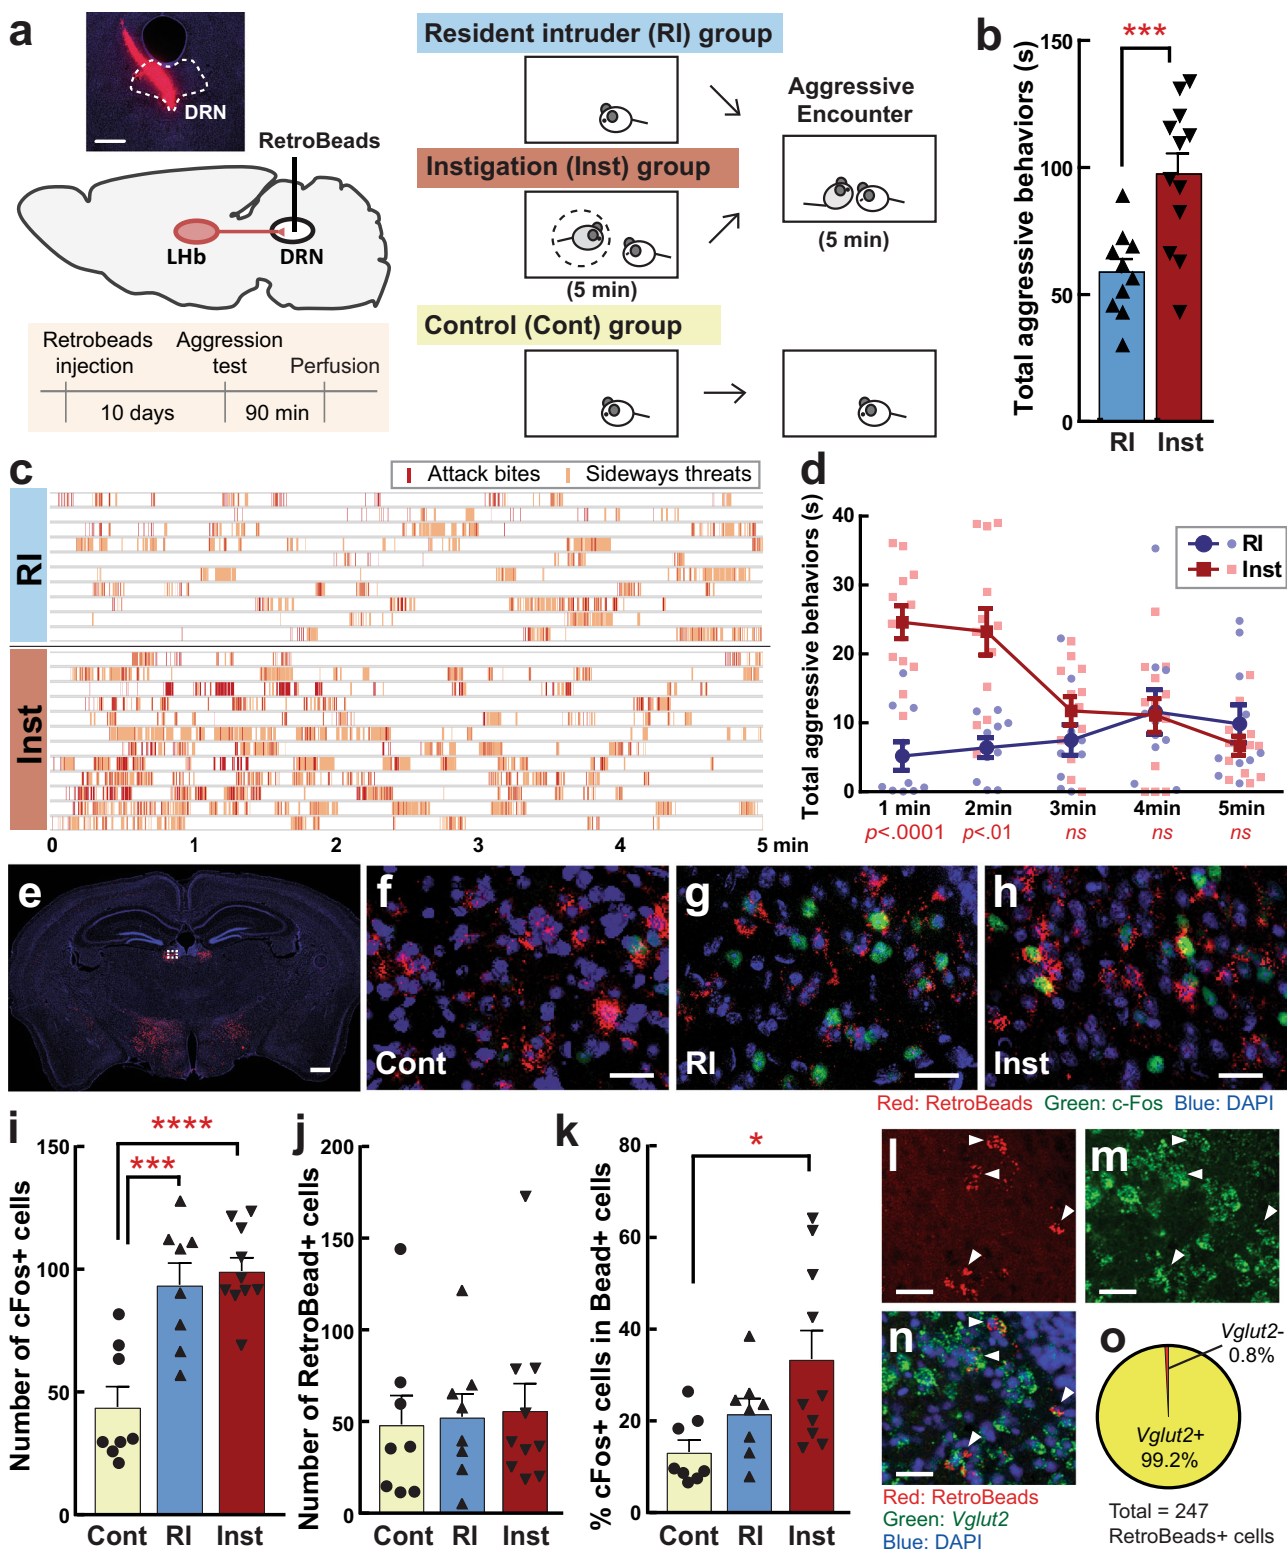 a
DRN
RetroBeads
LHb
DRN
Retrobeads injection
Aggression test
Perfusion
10 days
90 min
Resident intruder (RI) group
Instigation (Inst) group
(5 min)
Control (Cont) group
Aggressive
Encounter
(5 min)
b
Total aggressive behaviors (s)
150
100
50
0
***
RI
Inst
c
Attack bites
Sideways threats
RI
Inst
0
1
2
3
4
5 min
d
Total aggressive behaviors (s)
40
30
20
10
0
RI
Inst
1 min
2min
3min
4min
5min
p<.0001
p<.01
ns
ns
ns
e
f
Cont
g
RI
h
Inst
Red: RetroBeads Green: c-Fos Blue: DAPI
i
Number of cFos+ cells
150
100
50
0
****
***
Cont
RI
Inst
j
Number of RetroBead+ cells
200
150
100
50
0
Cont
RI
Inst
k
% cFos+ cells in Bead+ cells
80
60
40
20
0
*
Cont
RI
Inst
l
m
n
Red: RetroBeads
Green: Vglut2
Blue: DAPI
o
Vglut2-
0.8%
Vglut2+
99.2%
Total = 247
RetroBeads+ cells